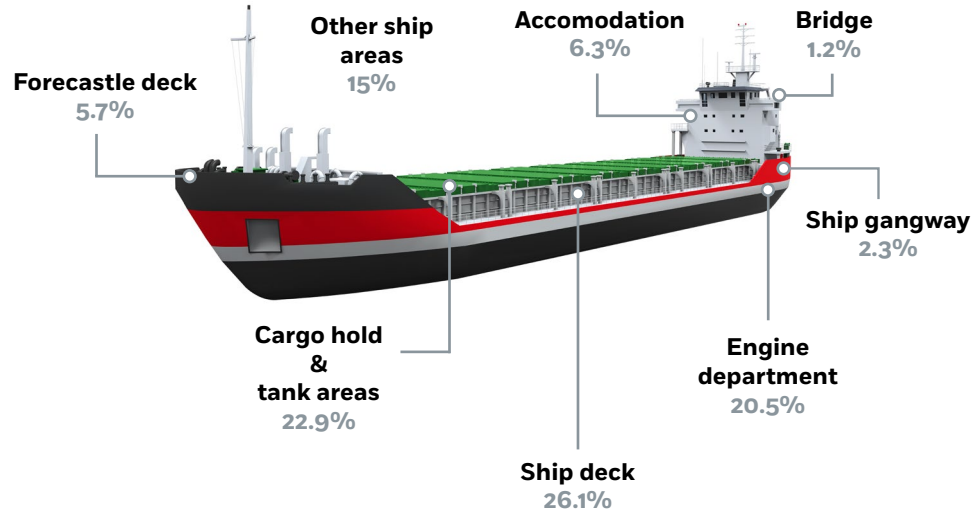 Other ship
areas
15%
Accomodation
6.3%
Bridge
1.2%
Forecastle deck
5.7%
Ship gangway
2.3%
Cargo hold
&
tank areas
22.9%
Engine
department
20.5%
Ship deck
26.1%